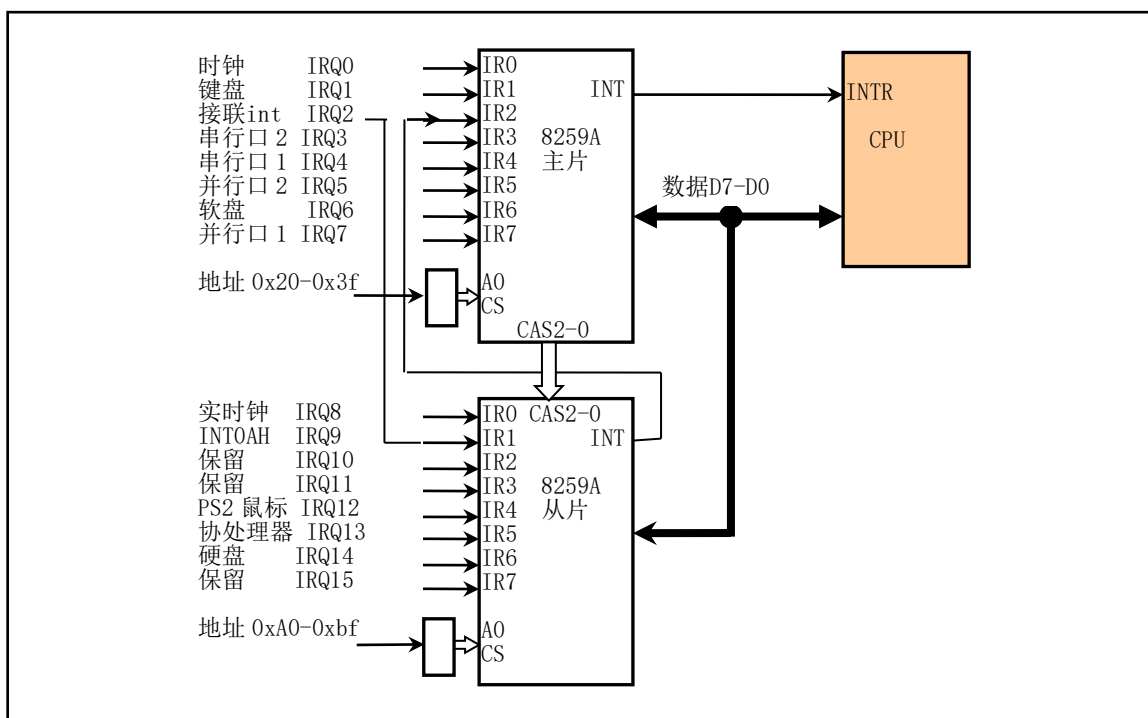 时钟 IRQ0
键盘 IRQ1
接联int IRQ2
串行口 2 IRQ3
串行口 1 IRQ4
并行口 2 IRQ5
软盘 IRQ6
并行口 1 IRQ7
地址 0x20-0x3f
IR0
IR1
IR2
IR3
IR4
IR5
IR6
IR7
A0
CS
INT
8259A
主片
CAS2-0
INTR
CPU
数据D7-D0
实时钟 IRQ8
INT0AH IRQ9
保留 IRQ10
保留 IRQ11
PS2 鼠标 IRQ12
协处理器 IRQ13
硬盘 IRQ14
保留 IRQ15
地址 0xA0-0xbf
IR0 CAS2-0
IR1
IR2
IR3
IR4
IR5
IR6
IR7
A0
CS
INT
8259A
从片